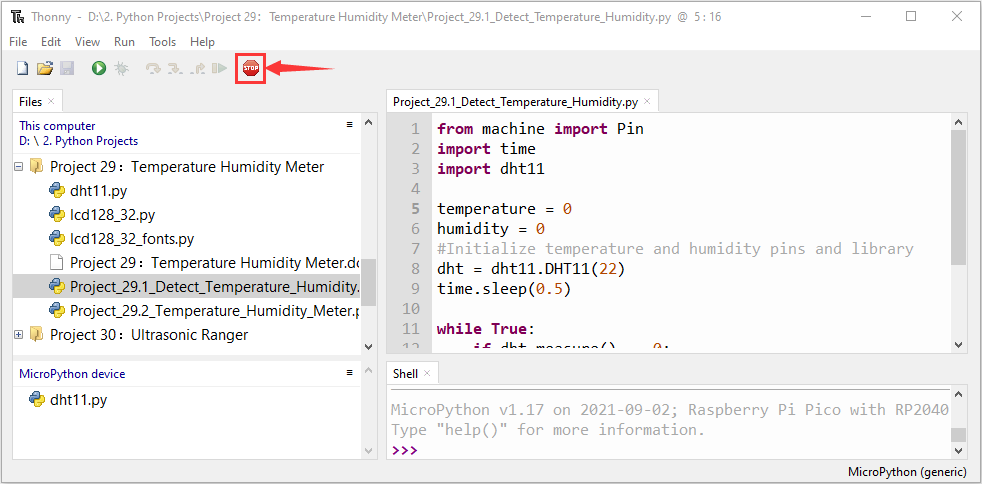 Thonny - D:\2. Python Projects\Project 29：Temperature Humidity Meter\Project_29.1_Detect_Temperature_Humidity.py @ 5 : 16
File Edit View Run Tools Help
STOP
Files
This computer
D: \ 2. Python Projects
Project 29：Temperature Humidity Meter
dht11.py
lcd128_32.py
lcd128_32_fonts.py
Project 29：Temperature Humidity Meter.dc
Project_29.1_Detect_Temperature_Humidity.
Project_29.2_Temperature_Humidity_Meter.p
Project 30：Ultrasonic Ranger
MicroPython device
dht11.py
Project_29.1_Detect_Temperature_Humidity.py
1 from machine import Pin
2 import time
3 import dht11
4
5 temperature = 0
6 humidity = 0
7 #Initialize temperature and humidity pins and library
8 dht = dht11.DHT11(22)
9 time.sleep(0.5)
10
11 while True:
12 if dht.measure() 0:
Shell
MicroPython v1.17 on 2021-09-02; Raspberry Pi Pico with RP2040
Type "help()" for more information.
>>>
MicroPython (generic)